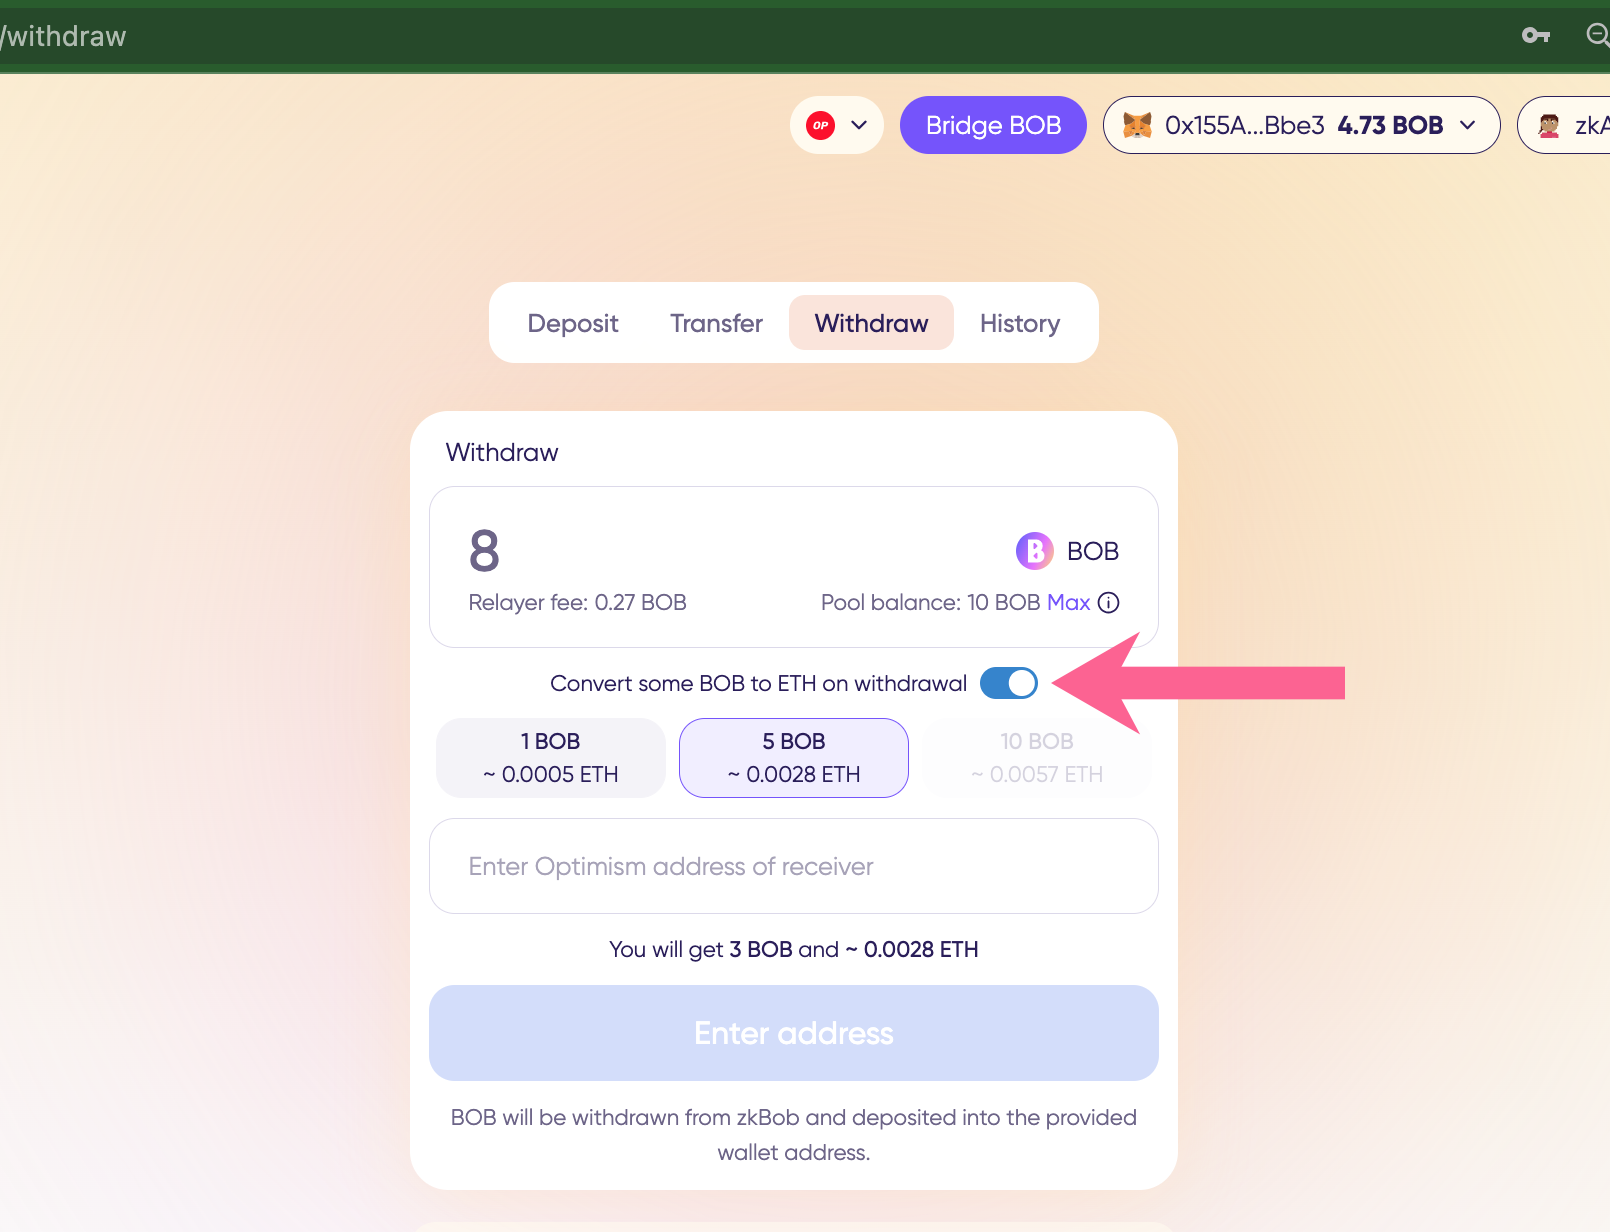 /withdraw
OP
Bridge BOB
0x155A...Bbe3 4.73 BOB
zkA
Deposit
Transfer
Withdraw
History
Withdraw
8
BOB
Relayer fee: 0.27 BOB
Pool balance: 10 BOB Max
Convert some BOB to ETH on withdrawal
1 BOB
~ 0.0005 ETH
5 BOB
~ 0.0028 ETH
10 BOB
~ 0.0057 ETH
Enter Optimism address of receiver
You will get 3 BOB and ~ 0.0028 ETH
Enter address
BOB will be withdrawn from zkBob and deposited into the provided
wallet address.